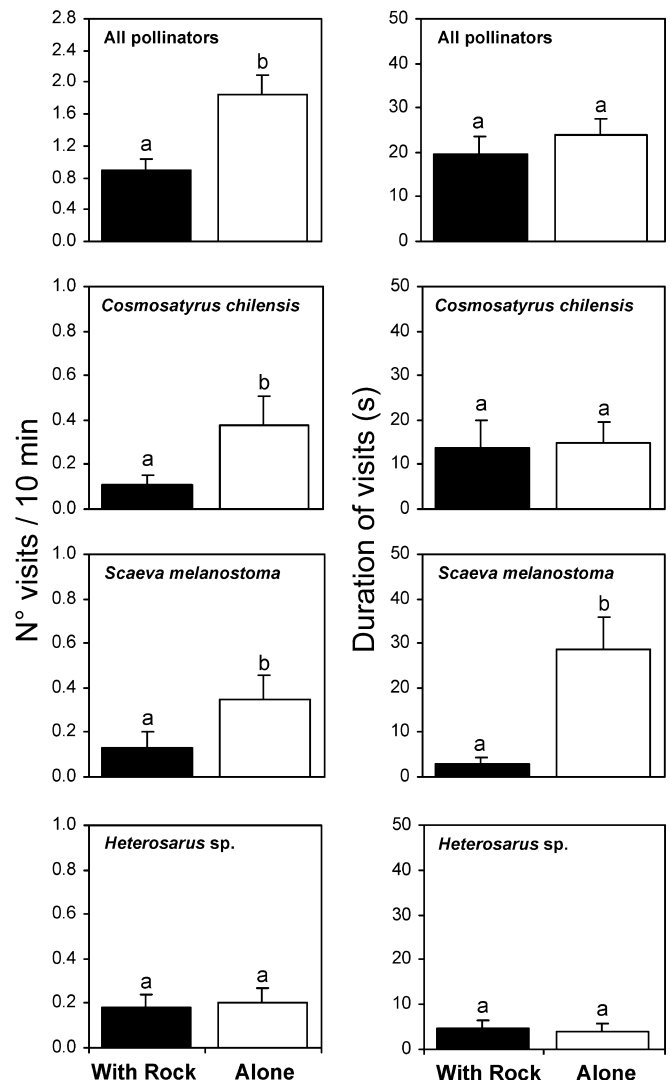 2.8
2.4
2.0
1.6
1.2
0.8
0.4
0.0
All pollinators
a
b
50
40
30
20
10
0
All pollinators
a
a
1.0
0.8
0.6
0.4
0.2
0.0
Cosmosatyrus chilensis
a
b
50
40
30
20
10
0
Cosmosatyrus chilensis
a
a
N° visits / 10 min
Duration of visits (s)
1.0
0.8
0.6
0.4
0.2
0.0
Scaeva melanostoma
a
b
50
40
30
20
10
0
Scaeva melanostoma
a
b
1.0
0.8
0.6
0.4
0.2
0.0
Heterosarus sp.
a
a
With Rock
Alone
50
40
30
20
10
0
Heterosarus sp.
a
a
With Rock
Alone